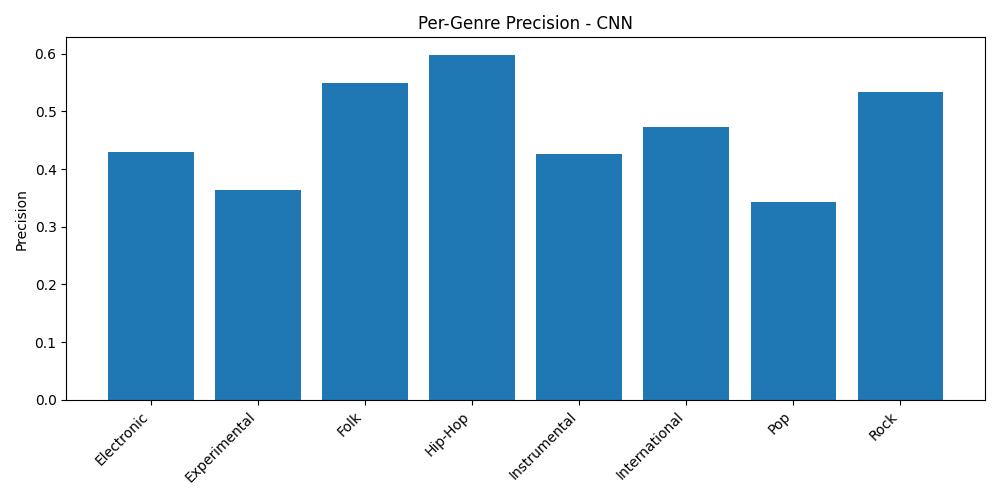 Per-Genre Precision - CNN
Precision
0.6
0.5
0.4
0.3
0.2
0.1
0.0
Electronic
Experimental
Folk
Hip-Hop
Instrumental
International
Pop
Rock